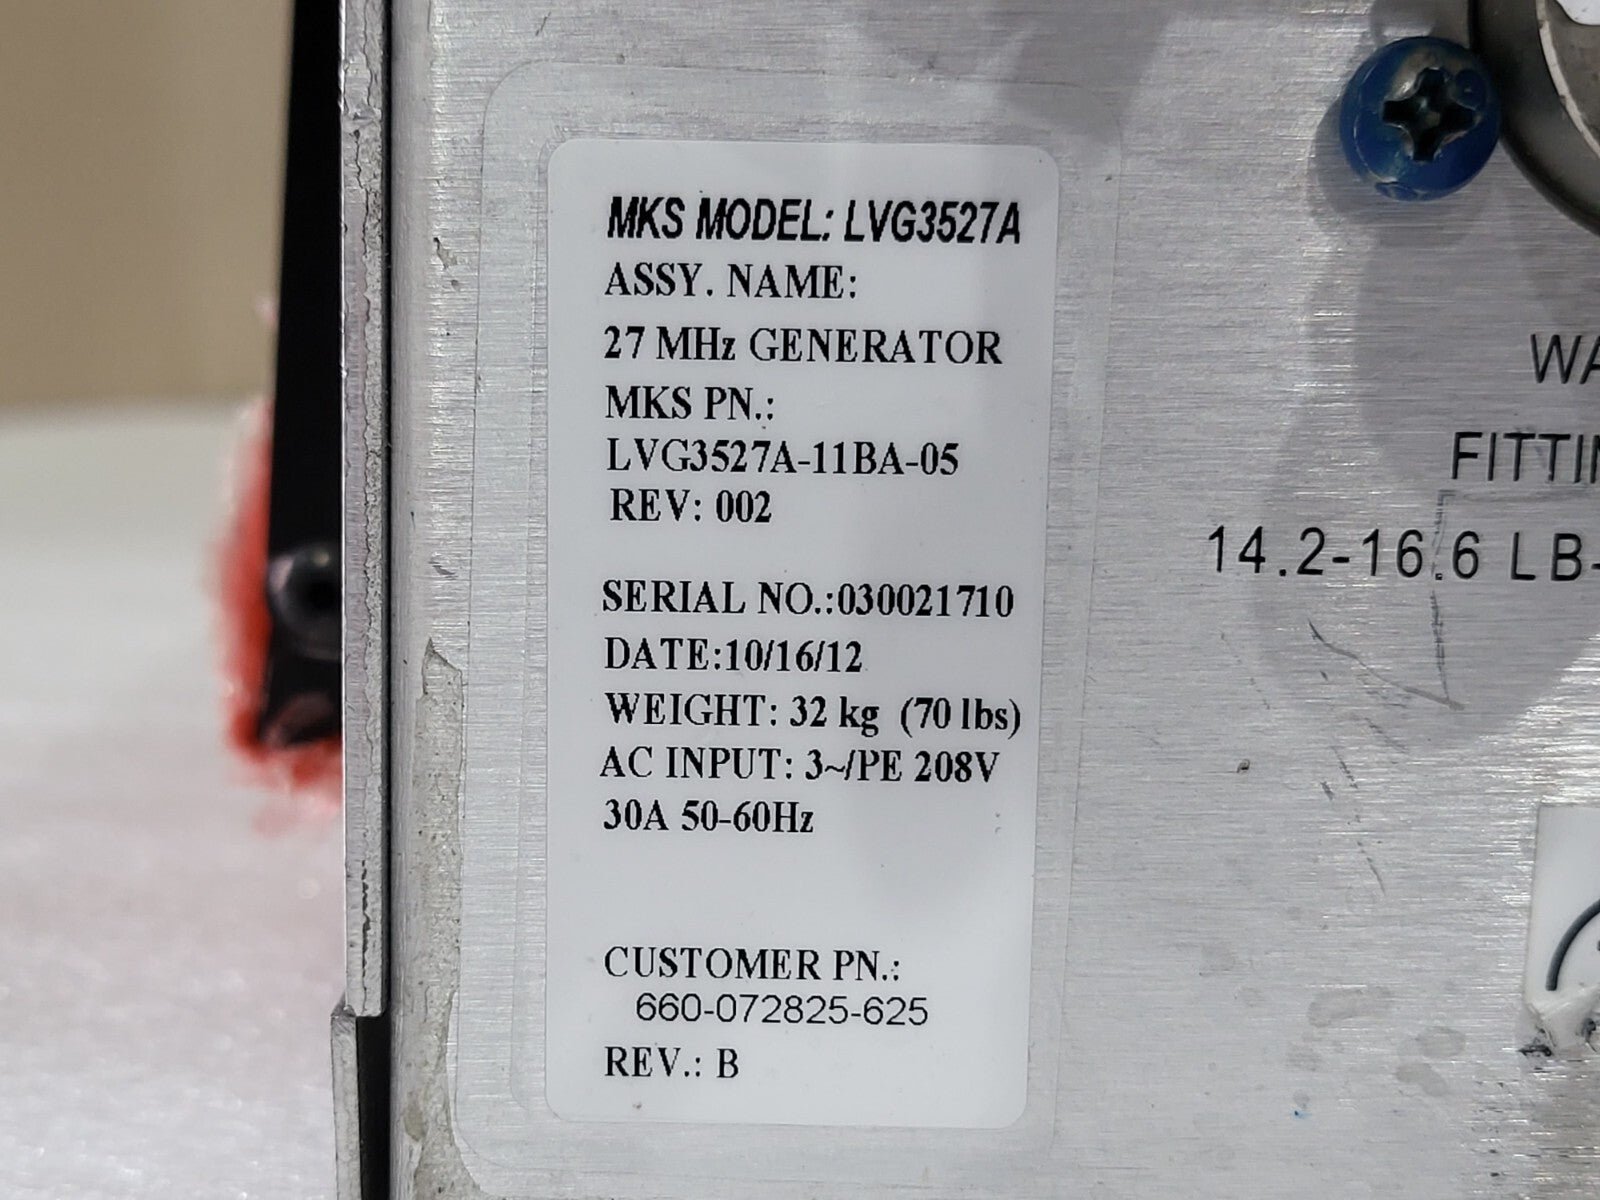 MKS MODEL: LVG3527A
ASSY. NAME:
27 MHz GENERATOR
MKS PN.:
LVG3527A-11BA-05
REV: 002
SERIAL NO.:030021710
DATE:10/16/12
WEIGHT: 32 kg (70 lbs)
AC INPUT: 3~/PE 208V
30A 50-60Hz
CUSTOMER PN.:
660-072825-625
REV.: B
14.2-16.6 LB-